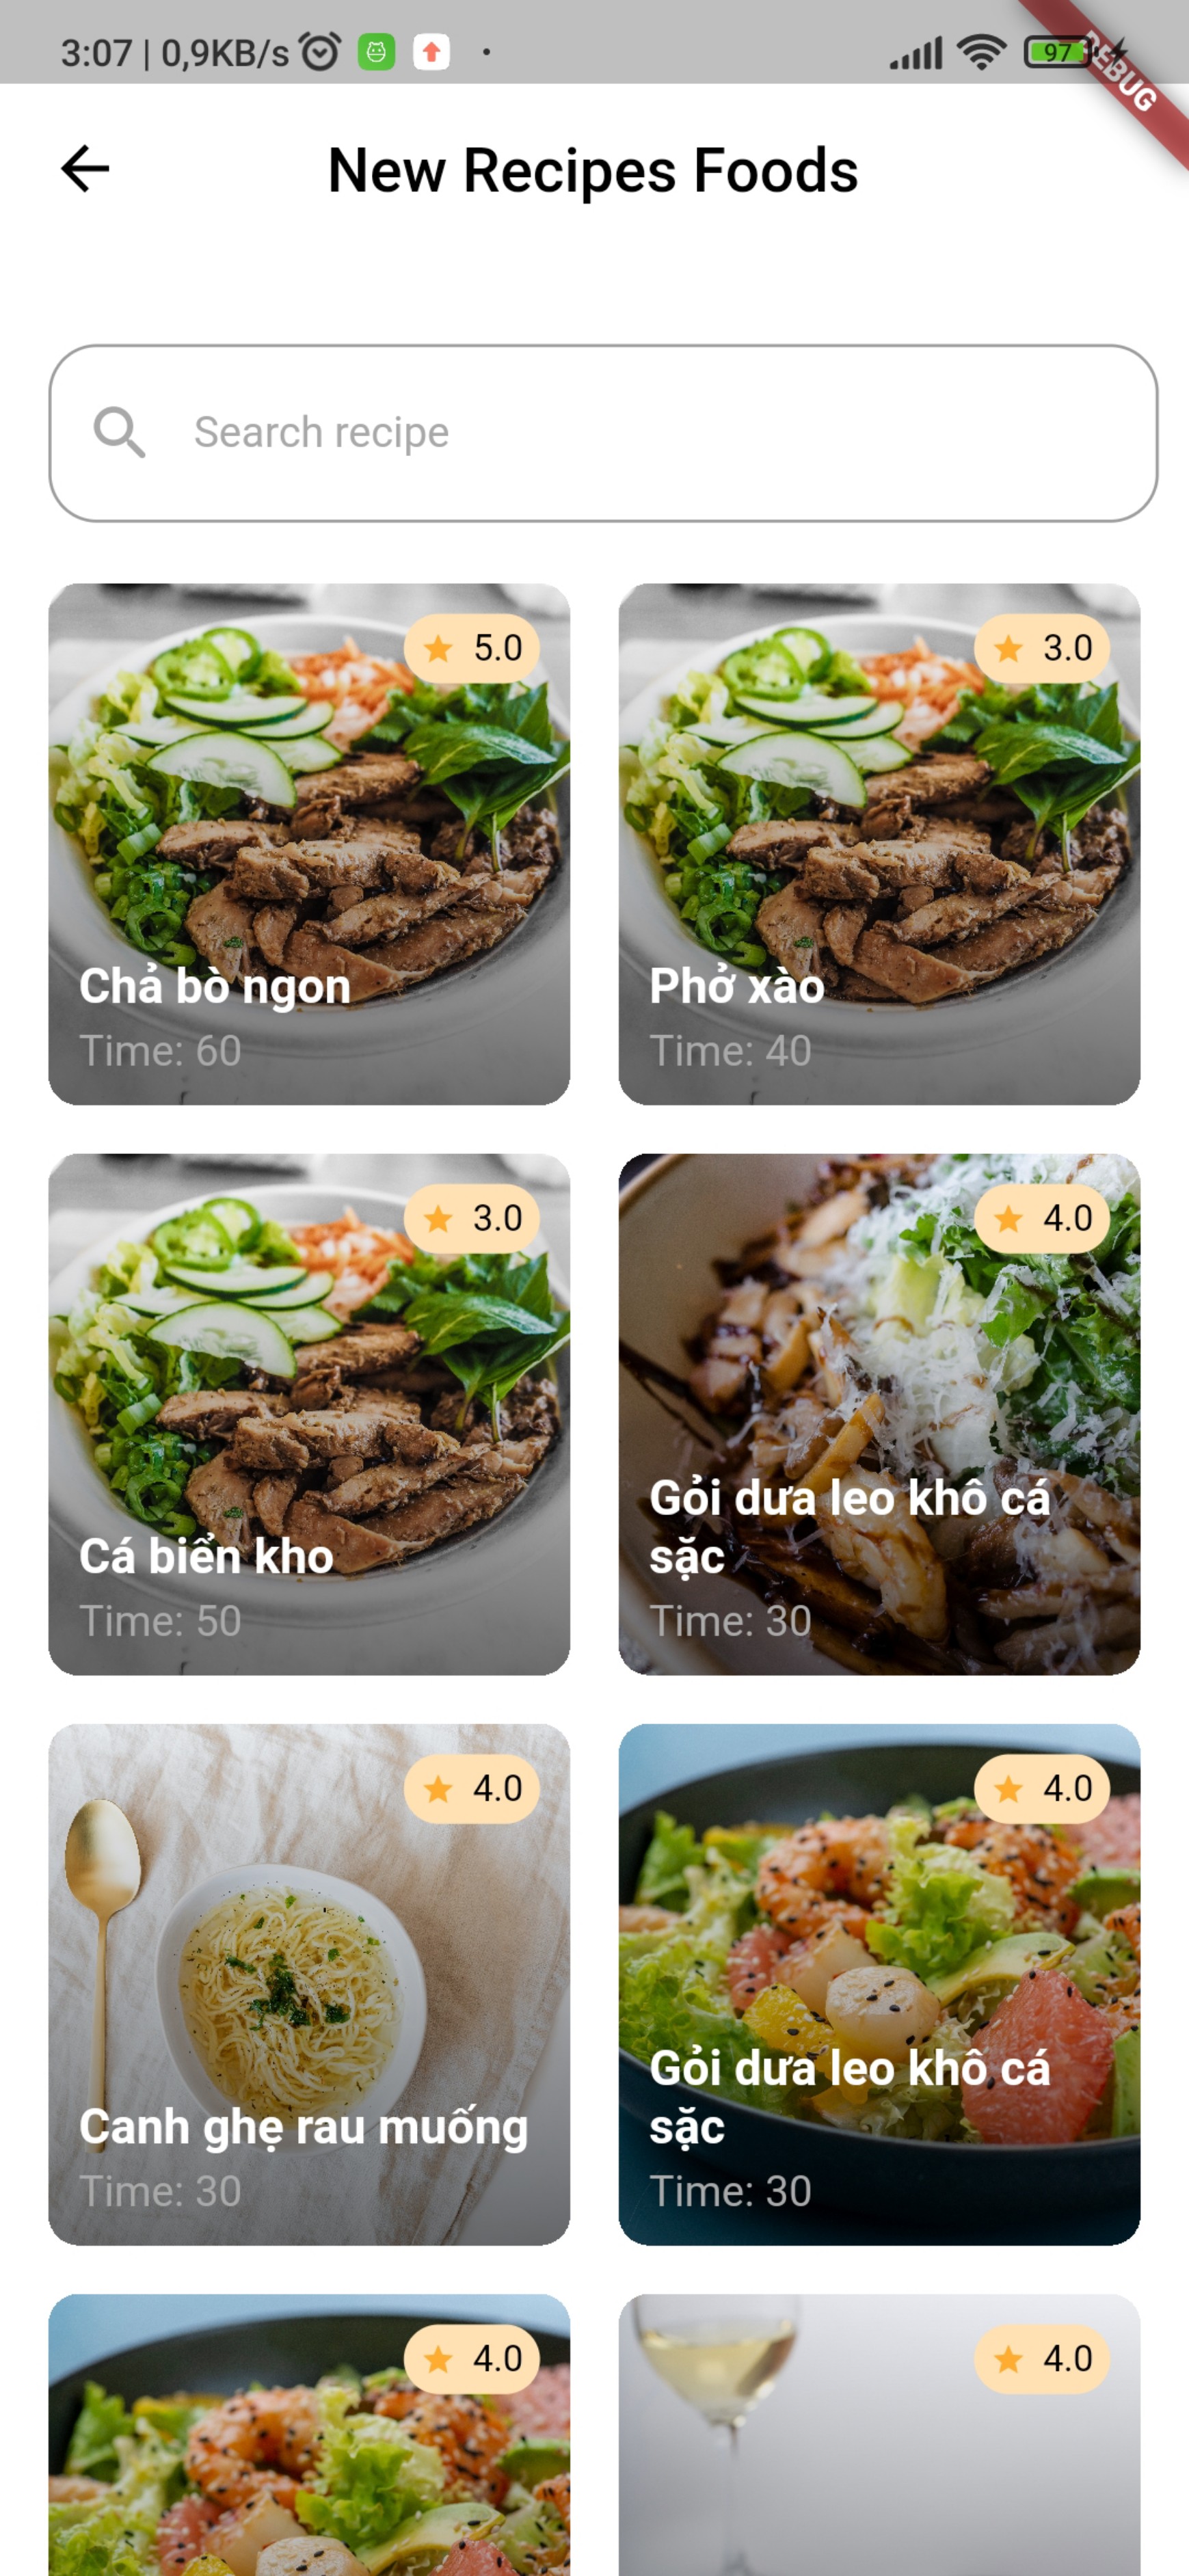 3:07 | 0,9KB/s
97
DEBUG
New Recipes Foods
Search recipe
5.0
Chả bò ngon
Time: 60
3.0
Phở xào
Time: 40
3.0
Cá biển kho
Time: 50
4.0
Gỏi dưa leo khô cá
sặc
Time: 30
4.0
Canh ghẹ rau muống
Time: 30
4.0
Gỏi dưa leo khô cá
sặc
Time: 30
4.0
4.0